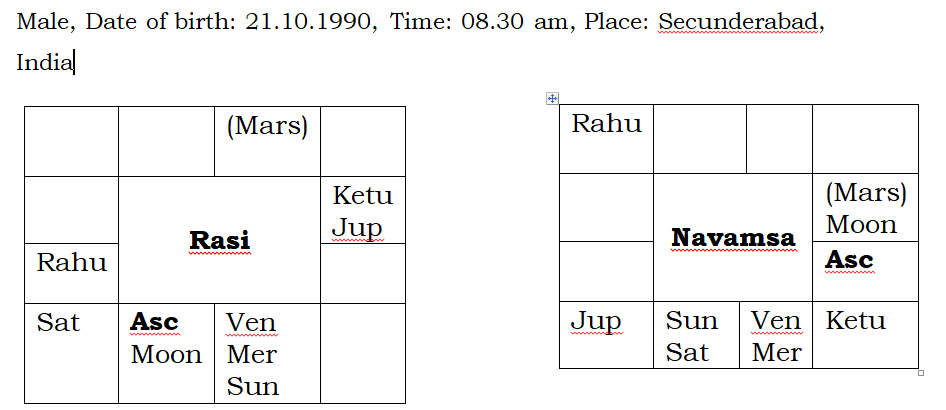 Male, Date of birth: 21.10.1990, Time: 08.30 am, Place: Secunderabad,
India
(Mars)
Ketu
Jup
Rasi
Rahu
Sat
Asc
Moon
Ven
Mer
Sun
Rahu
(Mars)
Moon
Navamsa
Asc
Jup
Sun
Sat
Ven
Mer
Ketu